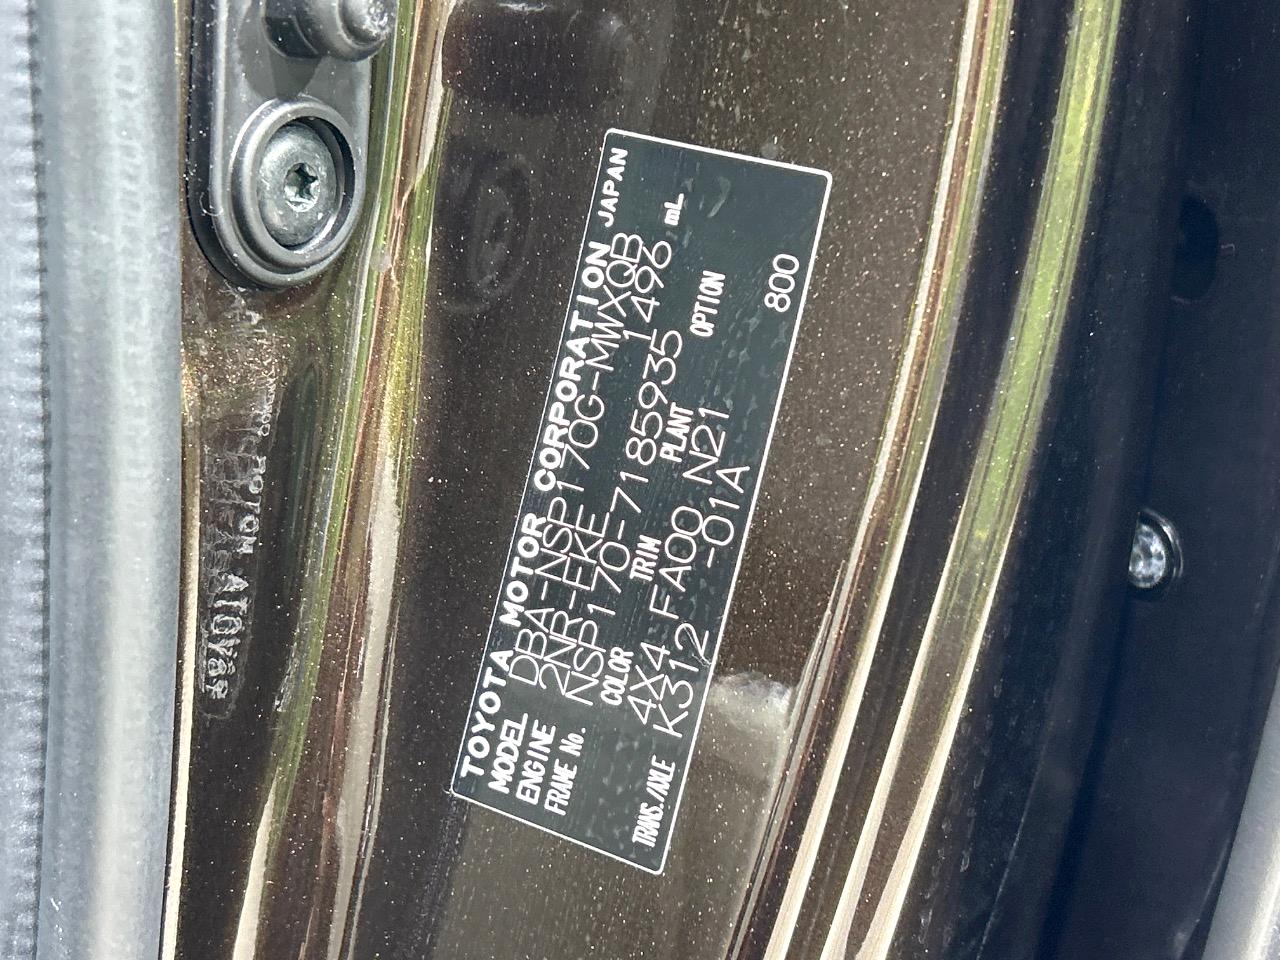 TOYOTA MOTOR CORPORATION JAPAN
MODEL DBA-NSP170G-MWXQB
ENGINE 2NR-FKE 1496 mL
FRAME No. NSP170-7185935
COLOR TRIM PLANT OPTION
4X4 FA00 N21 800
TRANS./AXLE K312 -01A